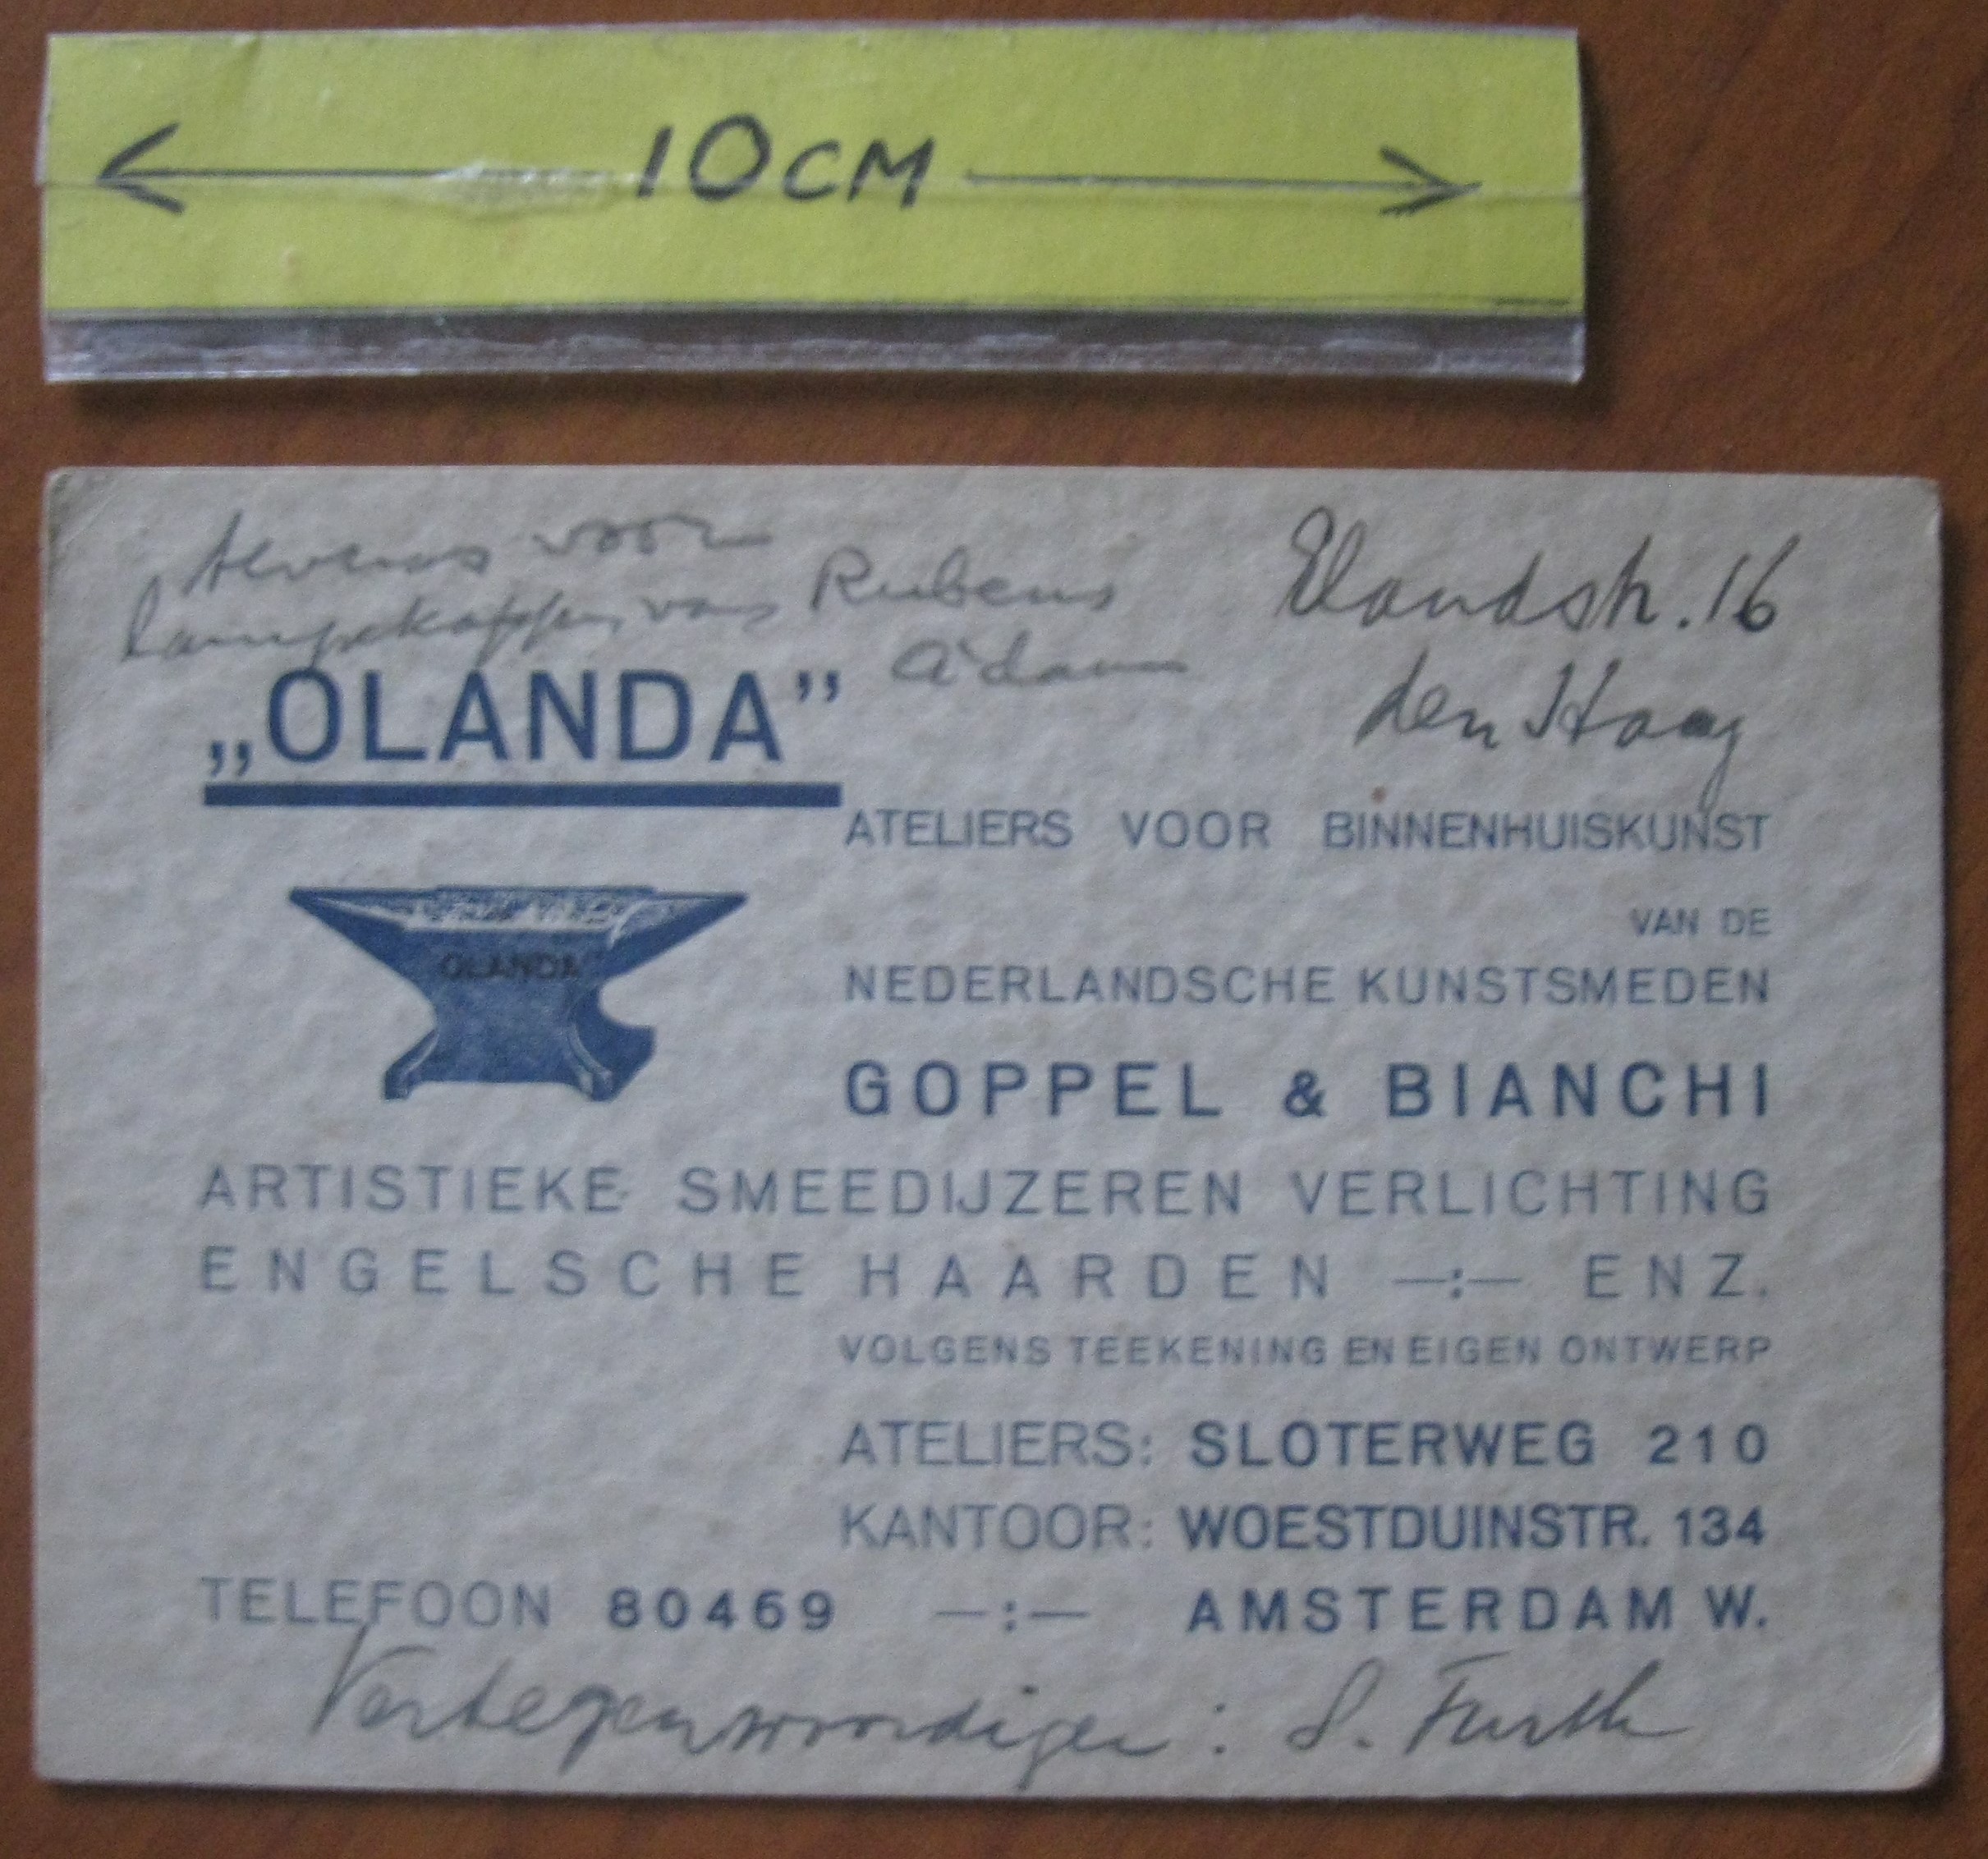 10CM
tevens voor
lampekappen van Rubens
A'dam
Elandstr. 16
den Haag
„OLANDA”
OLANDA
ATELIERS VOOR BINNENHUISKUNST
VAN DE
NEDERLANDSCHE KUNSTSMEDEN
GOPPEL & BIANCHI
ARTISTIEKE SMEEDIJZEREN VERLICHTING
ENGELSCHE HAARDEN —:— ENZ.
VOLGENS TEEKENING EN EIGEN ONTWERP
ATELIERS: SLOTERWEG 210
KANTOOR: WOESTDUINSTR. 134
TELEFOON 80469 —:— AMSTERDAM W.
Vertegenwoordiger: S. Furth